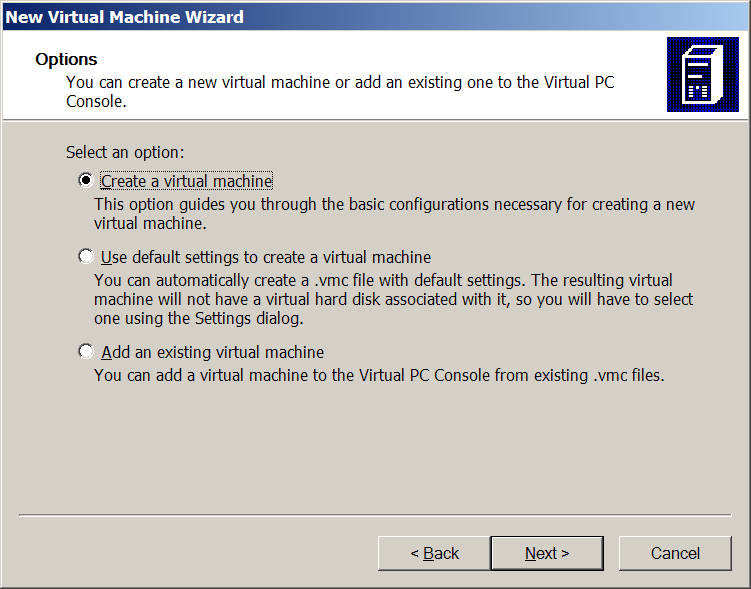 New Virtual Machine Wizard
Options
You can create a new virtual machine or add an existing one to the Virtual PC
Console.
Select an option:
Create a virtual machine
This option guides you through the basic configurations necessary for creating a new
virtual machine.
Use default settings to create a virtual machine
You can automatically create a .vmc file with default settings. The resulting virtual
machine will not have a virtual hard disk associated with it, so you will have to select
one using the Settings dialog.
Add an existing virtual machine
You can add a virtual machine to the Virtual PC Console from existing .vmc files.
< Back Next > Cancel